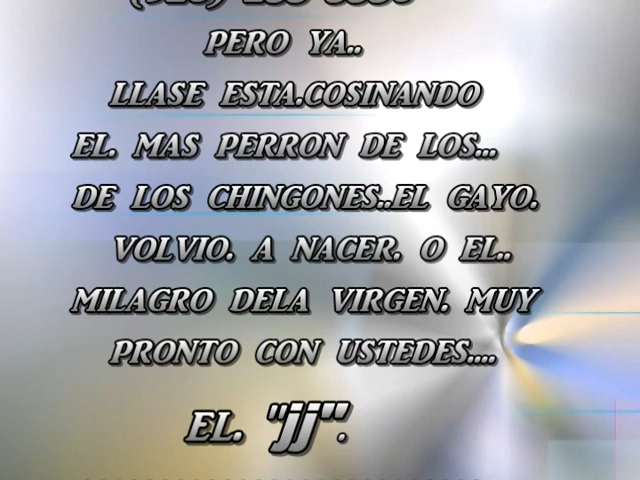 PERO YA..
LLASE ESTA.COSINANDO
EL. MAS PERRON DE LOS...
DE LOS CHINGONES..EL GAYO.
VOLVIO. A NACER. O EL..
MILAGRO DELA VIRGEN. MUY
PRONTO CON USTEDES....
EL. "jj".